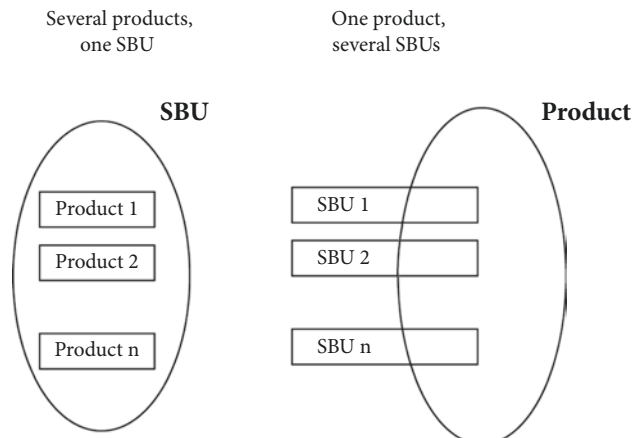 Several products,
one SBU
One product,
several SBUs
SBU
Product
Product 1
Product 2
Product n
SBU 1
SBU 2
SBU n